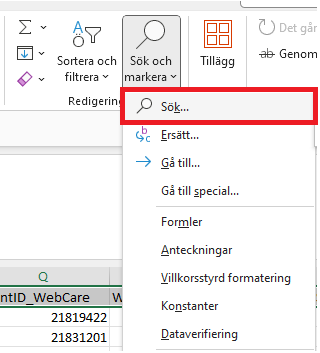 Det går
Sortera och
filtrera
Sök och
markera
Tillägg
ab Genom
Redigering
Sök...
b
c
Ersätt...
Gå till...
Gå till special...
Formler
Anteckningar
Villkorsstyrd formatering
Konstanter
Dataverifiering
Q
ntID_WebCare
W
21819422
21831201